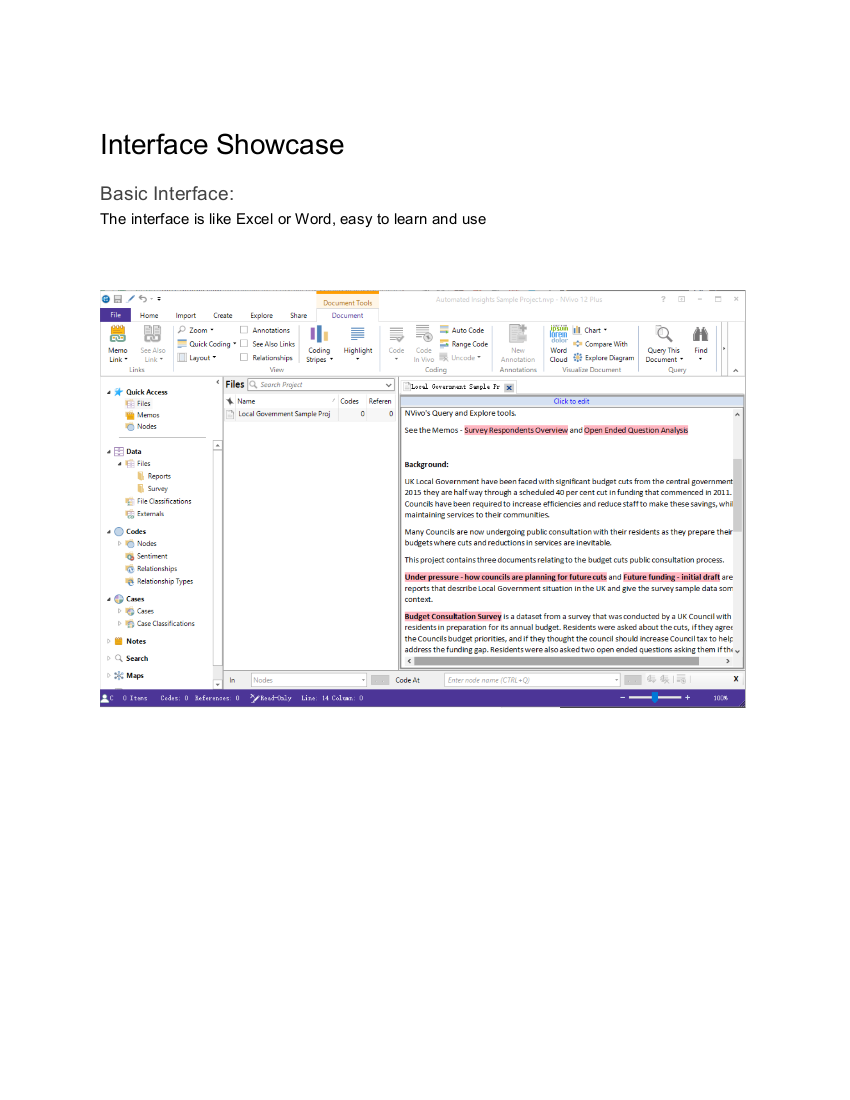 Interface Showcase
Basic Interface:
The interface is like Excel or Word, easy to learn and use
Document Tools
Automated Insights Sample Project.nvp - NVivo 12 Plus
File Home Import Create Explore Share Document
Memo Link
See Also Link
Links
Zoom
Quick Coding
Layout
Annotations
See Also Links
Relationships
View
Coding Stripes
Highlight
Code
Code In Vivo
Auto Code
Range Code
Uncode
Coding
New Annotation
Annotations
Word Cloud
Chart
Compare With
Explore Diagram
Visualize Document
Query This Document
Find
Query
Quick Access
Files
Memos
Nodes
Data
Files
Reports
Survey
File Classifications
Externals
Codes
Nodes
Sentiment
Relationships
Relationship Types
Cases
Cases
Case Classifications
Notes
Search
Maps
Files Search Project
Name Codes Referen
Local Government Sample Proj 0 0
Local Government Sample Pr
Click to edit
NVivo's Query and Explore tools.
See the Memos - Survey Respondents Overview and Open Ended Question Analysis
Background:
UK Local Government have been faced with significant budget cuts from the central government
2015 they are half way through a scheduled 40 per cent cut in funding that commenced in 2011.
Councils have been required to increase efficiencies and reduce staff to make these savings, whil
maintaining services to their communities.
Many Councils are now undergoing public consultation with their residents as they prepare their
budgets where cuts and reductions in services are inevitable.
This project contains three documents relating to the budget cuts public consultation process.
Under pressure - how councils are planning for future cuts and Future funding - initial draft are
reports that describe Local Government situation in the UK and give the survey sample data som
context.
Budget Consultation Survey is a dataset from a survey that was conducted by a UK Council with
residents in preparation for its annual budget. Residents were asked about the cuts, if they agree
the Councils budget priorities, and if they thought the council should increase Council tax to help
address the funding gap. Residents were also asked two open ended questions asking them if the
In Nodes Code At Enter node name (CTRL+Q) X
C 0 Items Codes: 0 References: 0 Read-Only Line: 14 Column: 0 100%